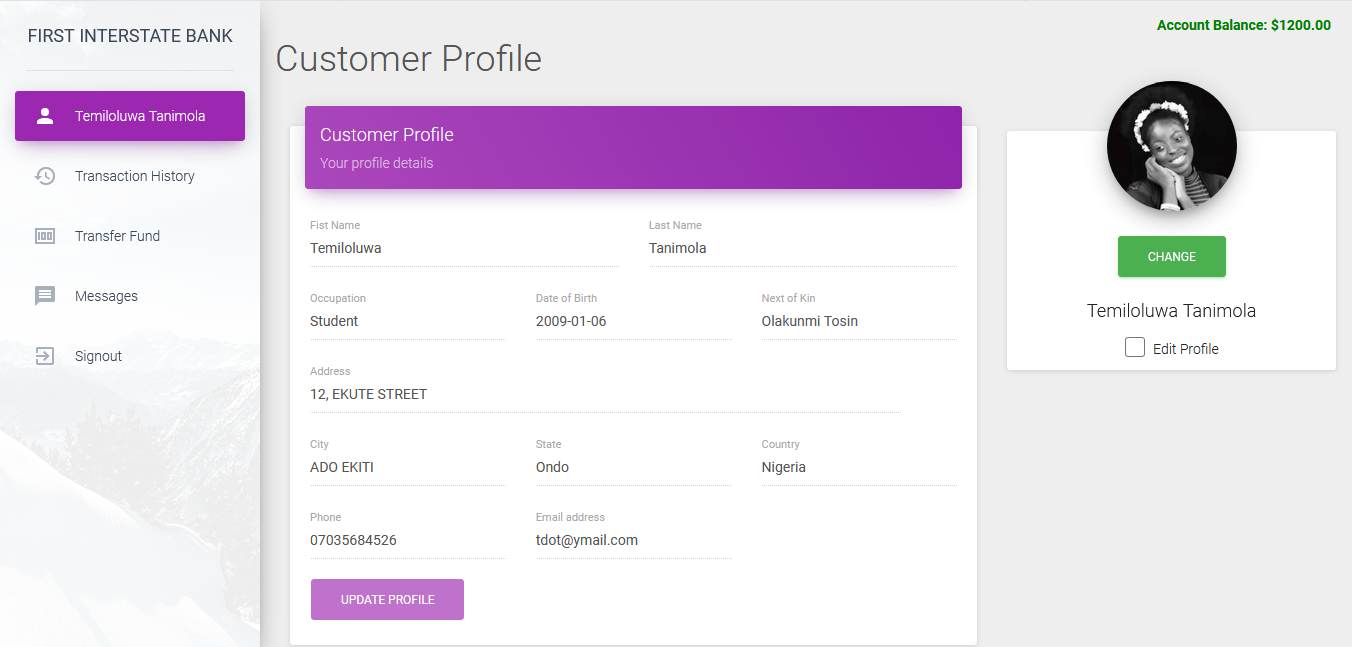 FIRST INTERSTATE BANK
Temiloluwa Tanimola
Transaction History
Transfer Fund
Messages
Signout
Account Balance: $1200.00
Customer Profile
Customer Profile
Your profile details
Fist Name
Last Name
Temiloluwa
Tanimola
Occupation
Date of Birth
Next of Kin
Student
2009-01-06
Olakunmi Tosin
Address
12, EKUTE STREET
City
State
Country
ADO EKITI
Ondo
Nigeria
Phone
Email address
07035684526
tdot@ymail.com
UPDATE PROFILE
CHANGE
Temiloluwa Tanimola
Edit Profile